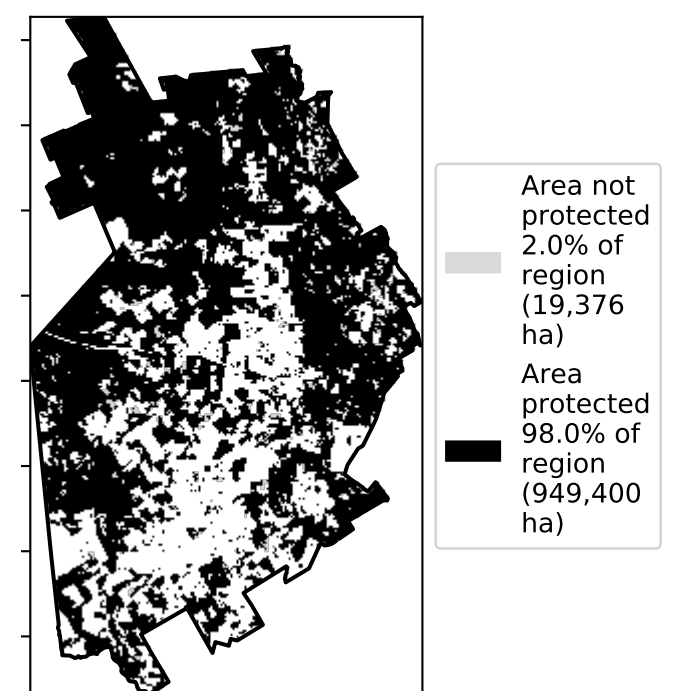 Area not
protected
2.0% of
region
(19,376
ha)
Area
protected
98.0% of
region
(949,400
ha)